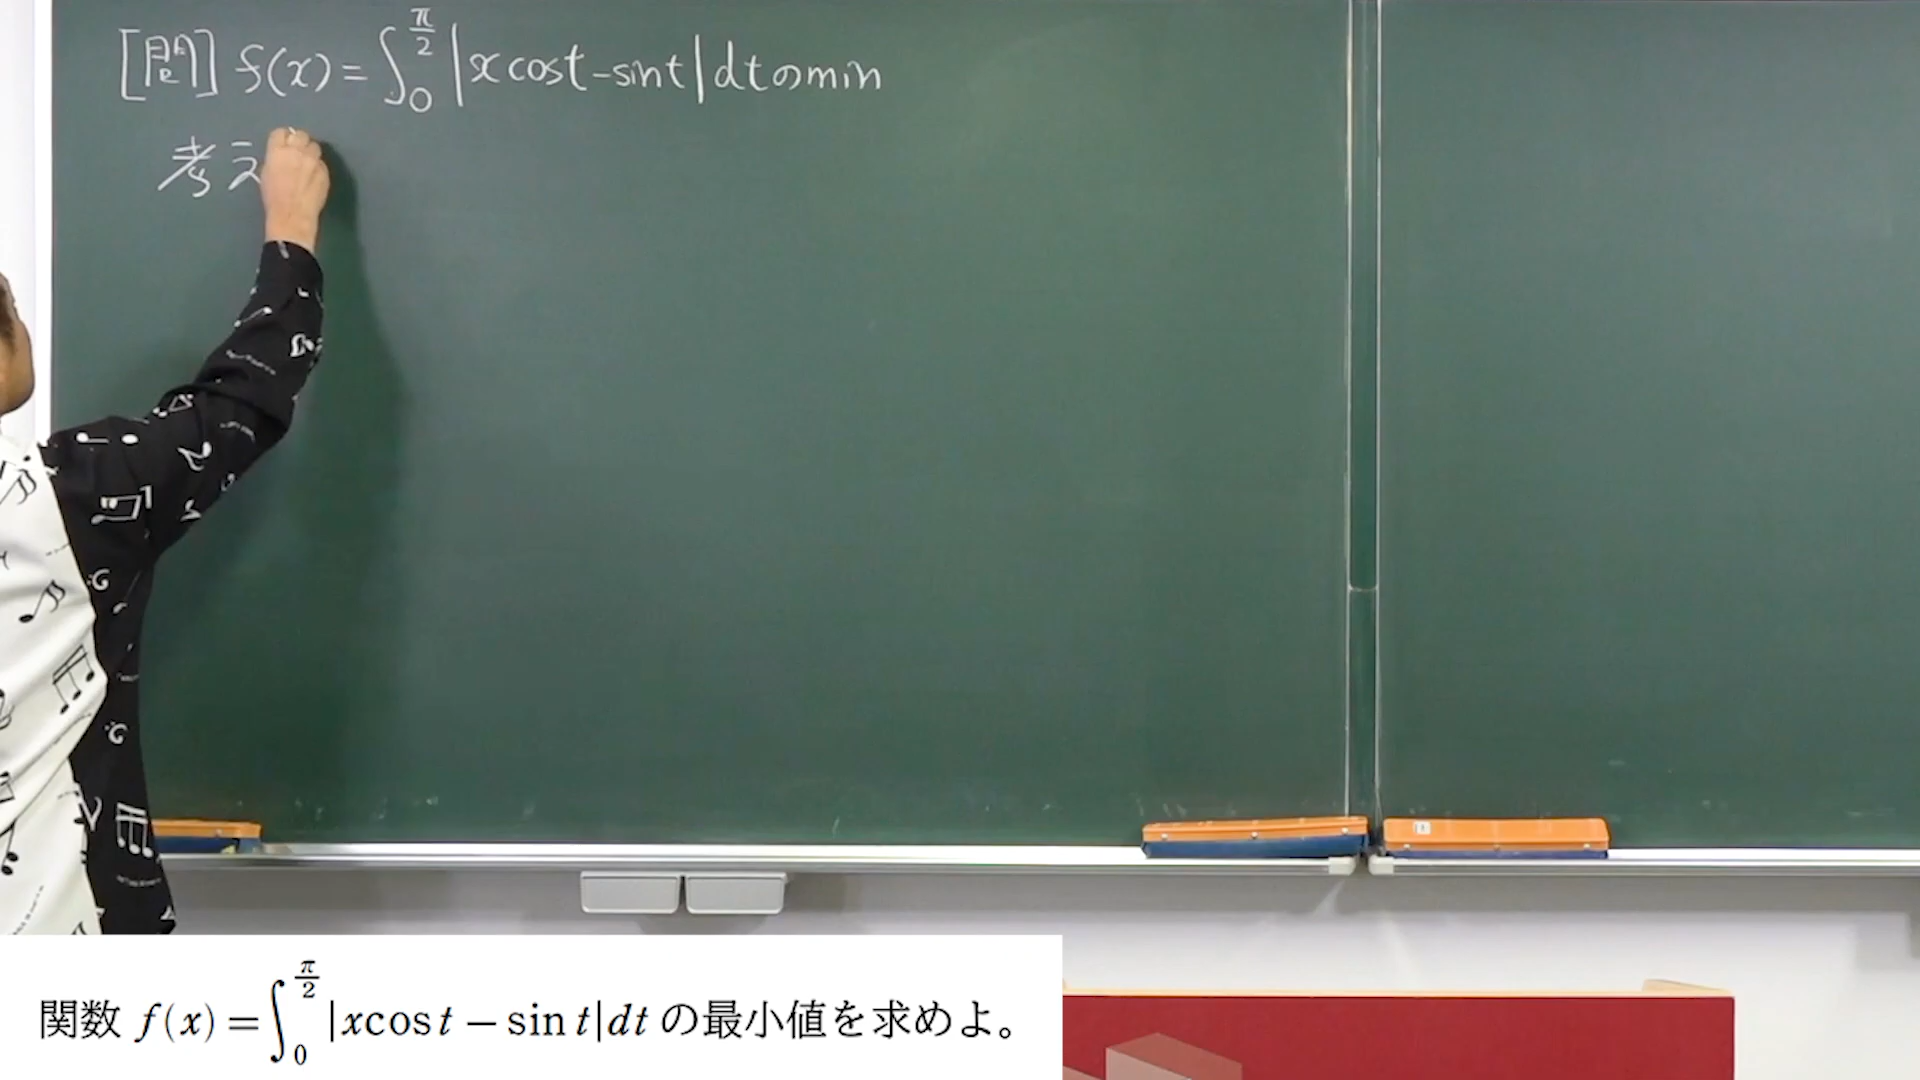 [問] f(x) = ∫₀^{π/2} |x cos t - sin t| dt の min
考え
関数 f(x) = ∫₀^{π/2} |x cos t − sin t| dt の最小値を求めよ。